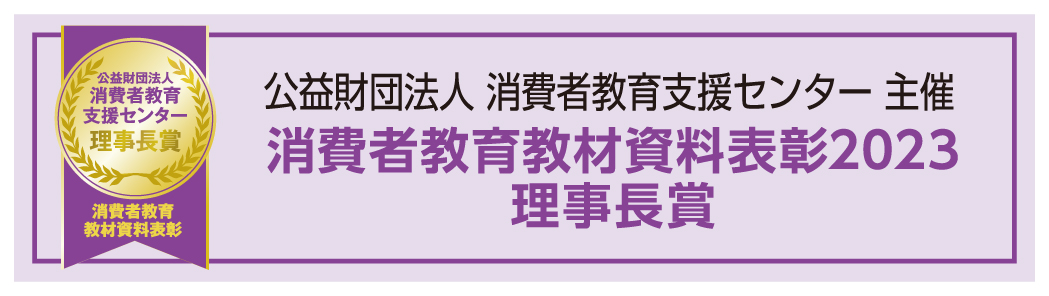 公益財団法人
消費者教育
支援センター
理事長賞
消費者教育
教材資料表彰
公益財団法人 消費者教育支援センター 主催
消費者教育教材資料表彰2023
理事長賞